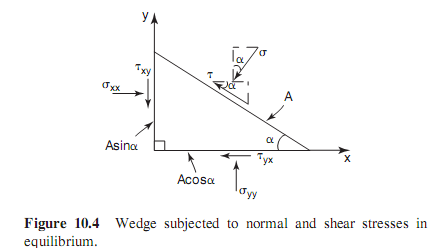 y
α
σ
τ
α
τxy
σxx
A
Asinα
α
τyx
x
Acosα
σyy
Figure 10.4 Wedge subjected to normal and shear stresses in
equilibrium.